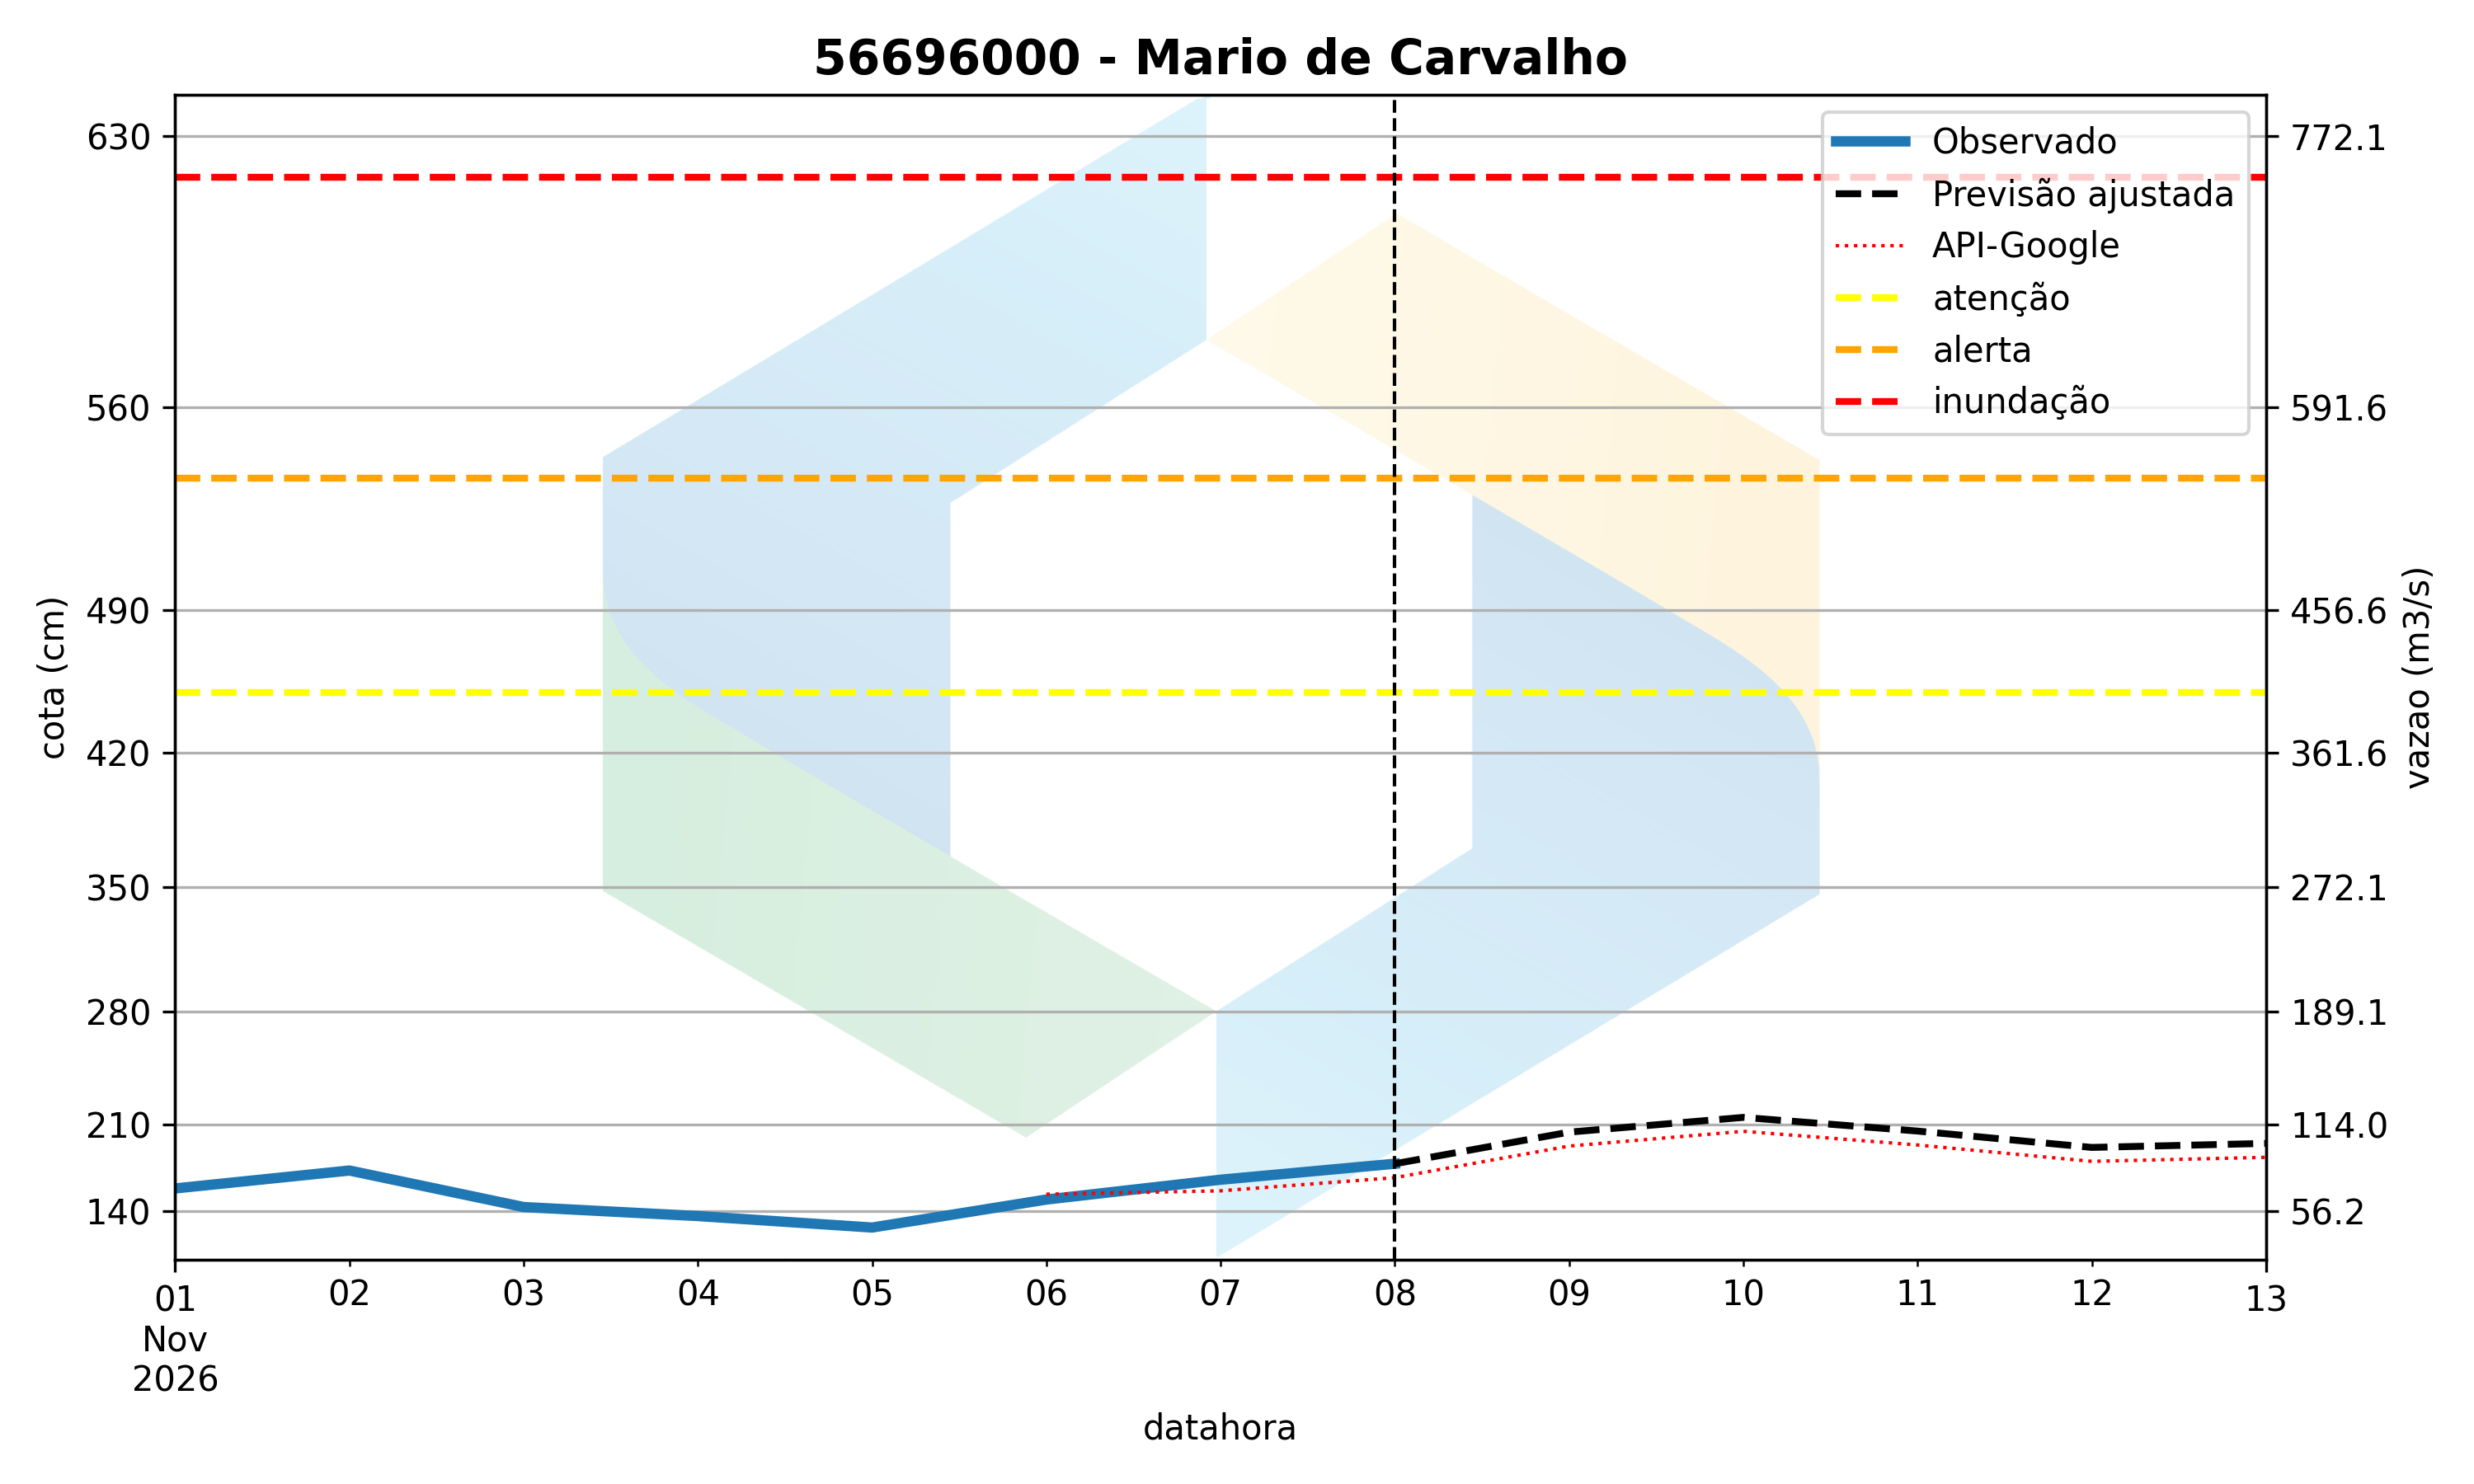 56696000 - Mario de Carvalho
630
560
490
420
350
280
210
140
cota (cm)
772.1
591.6
456.6
361.6
272.1
189.1
114.0
56.2
vazao (m3/s)
Observado
Previsão ajustada
API-Google
atenção
alerta
inundação
01 02 03 04 05 06 07 08 09 10 11 12 13
Nov
2026
datahora